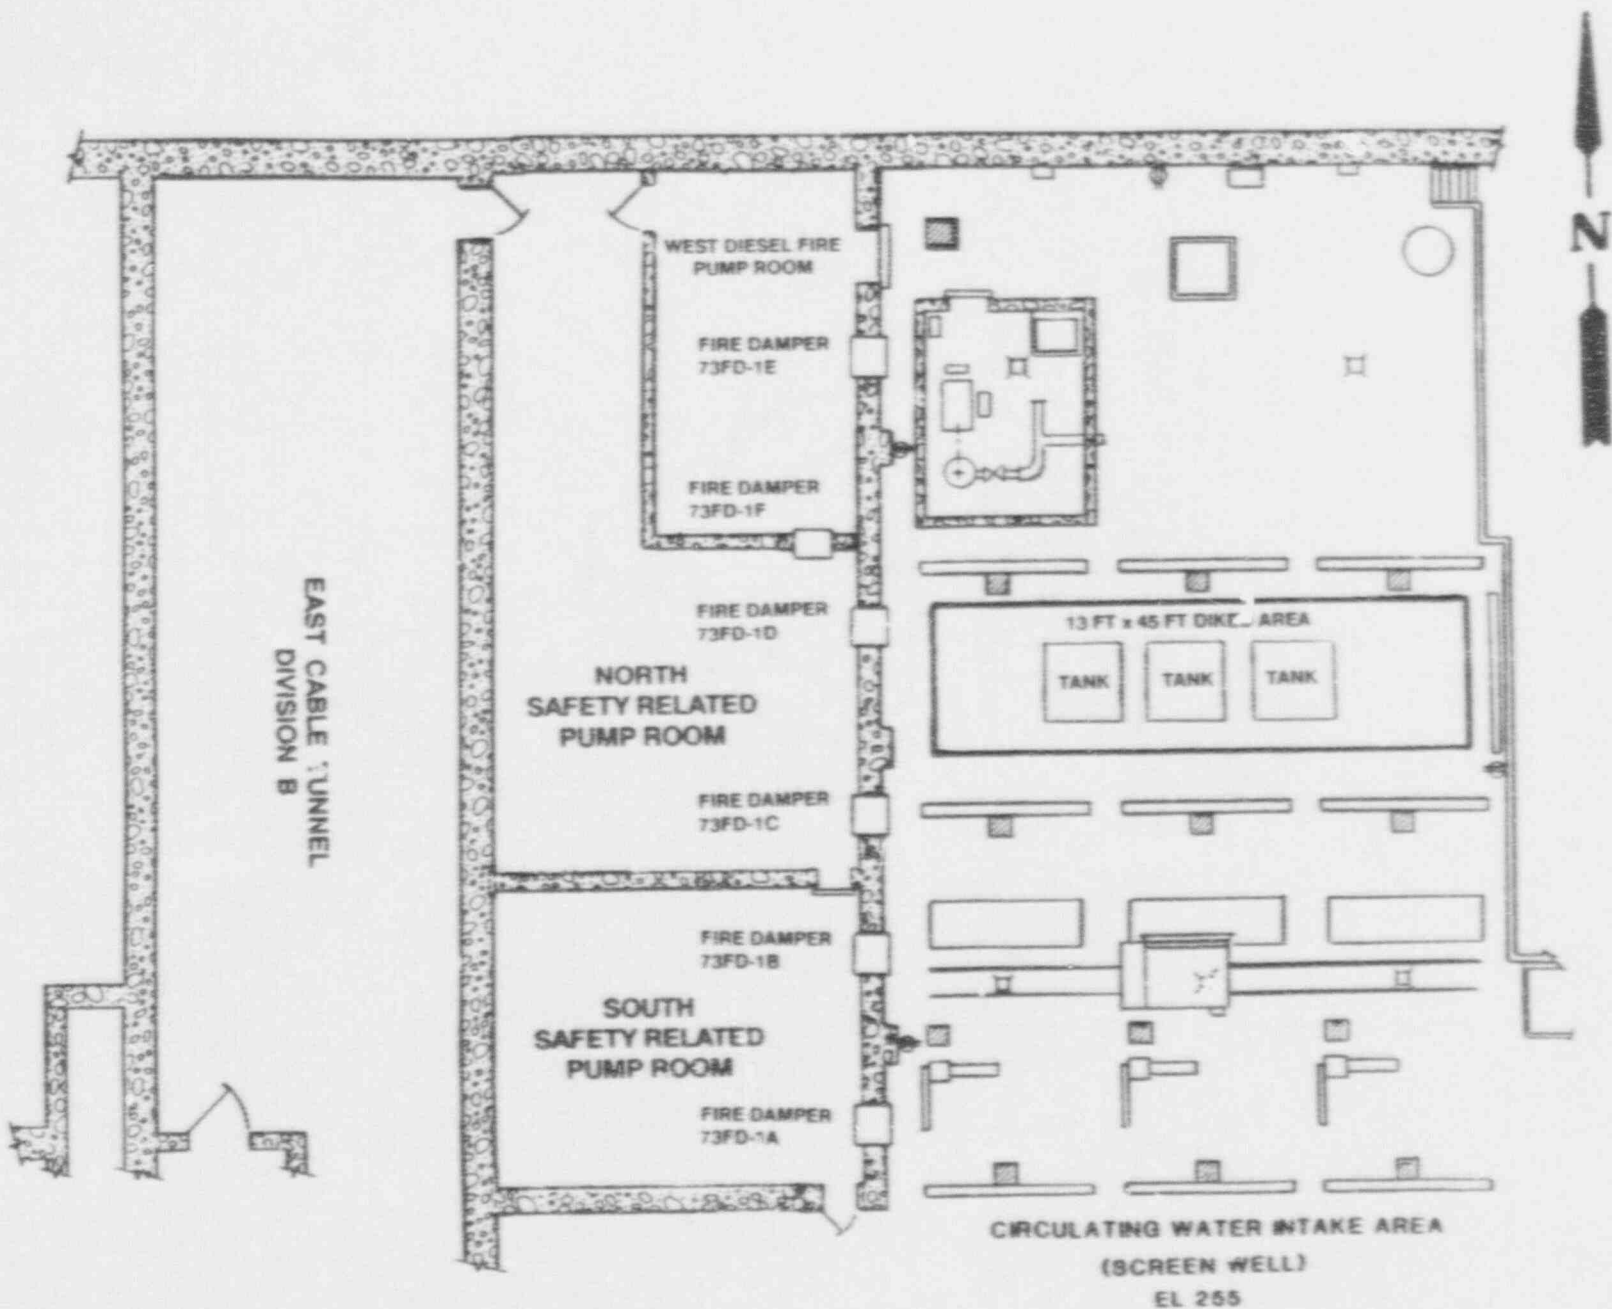 N
WEST DIESEL FIRE
PUMP ROOM
FIRE DAMPER
73FD-1E
FIRE DAMPER
73FD-1F
FIRE DAMPER
73FD-1D
NORTH
SAFETY RELATED
PUMP ROOM
FIRE DAMPER
73FD-1C
EAST CABLE TUNNEL
DIVISION B
13 FT x 45 FT DIKE AREA
TANK
TANK
TANK
FIRE DAMPER
73FD-1B
SOUTH
SAFETY RELATED
PUMP ROOM
FIRE DAMPER
73FD-1A
CIRCULATING WATER INTAKE AREA
(SCREEN WELL)
EL 255